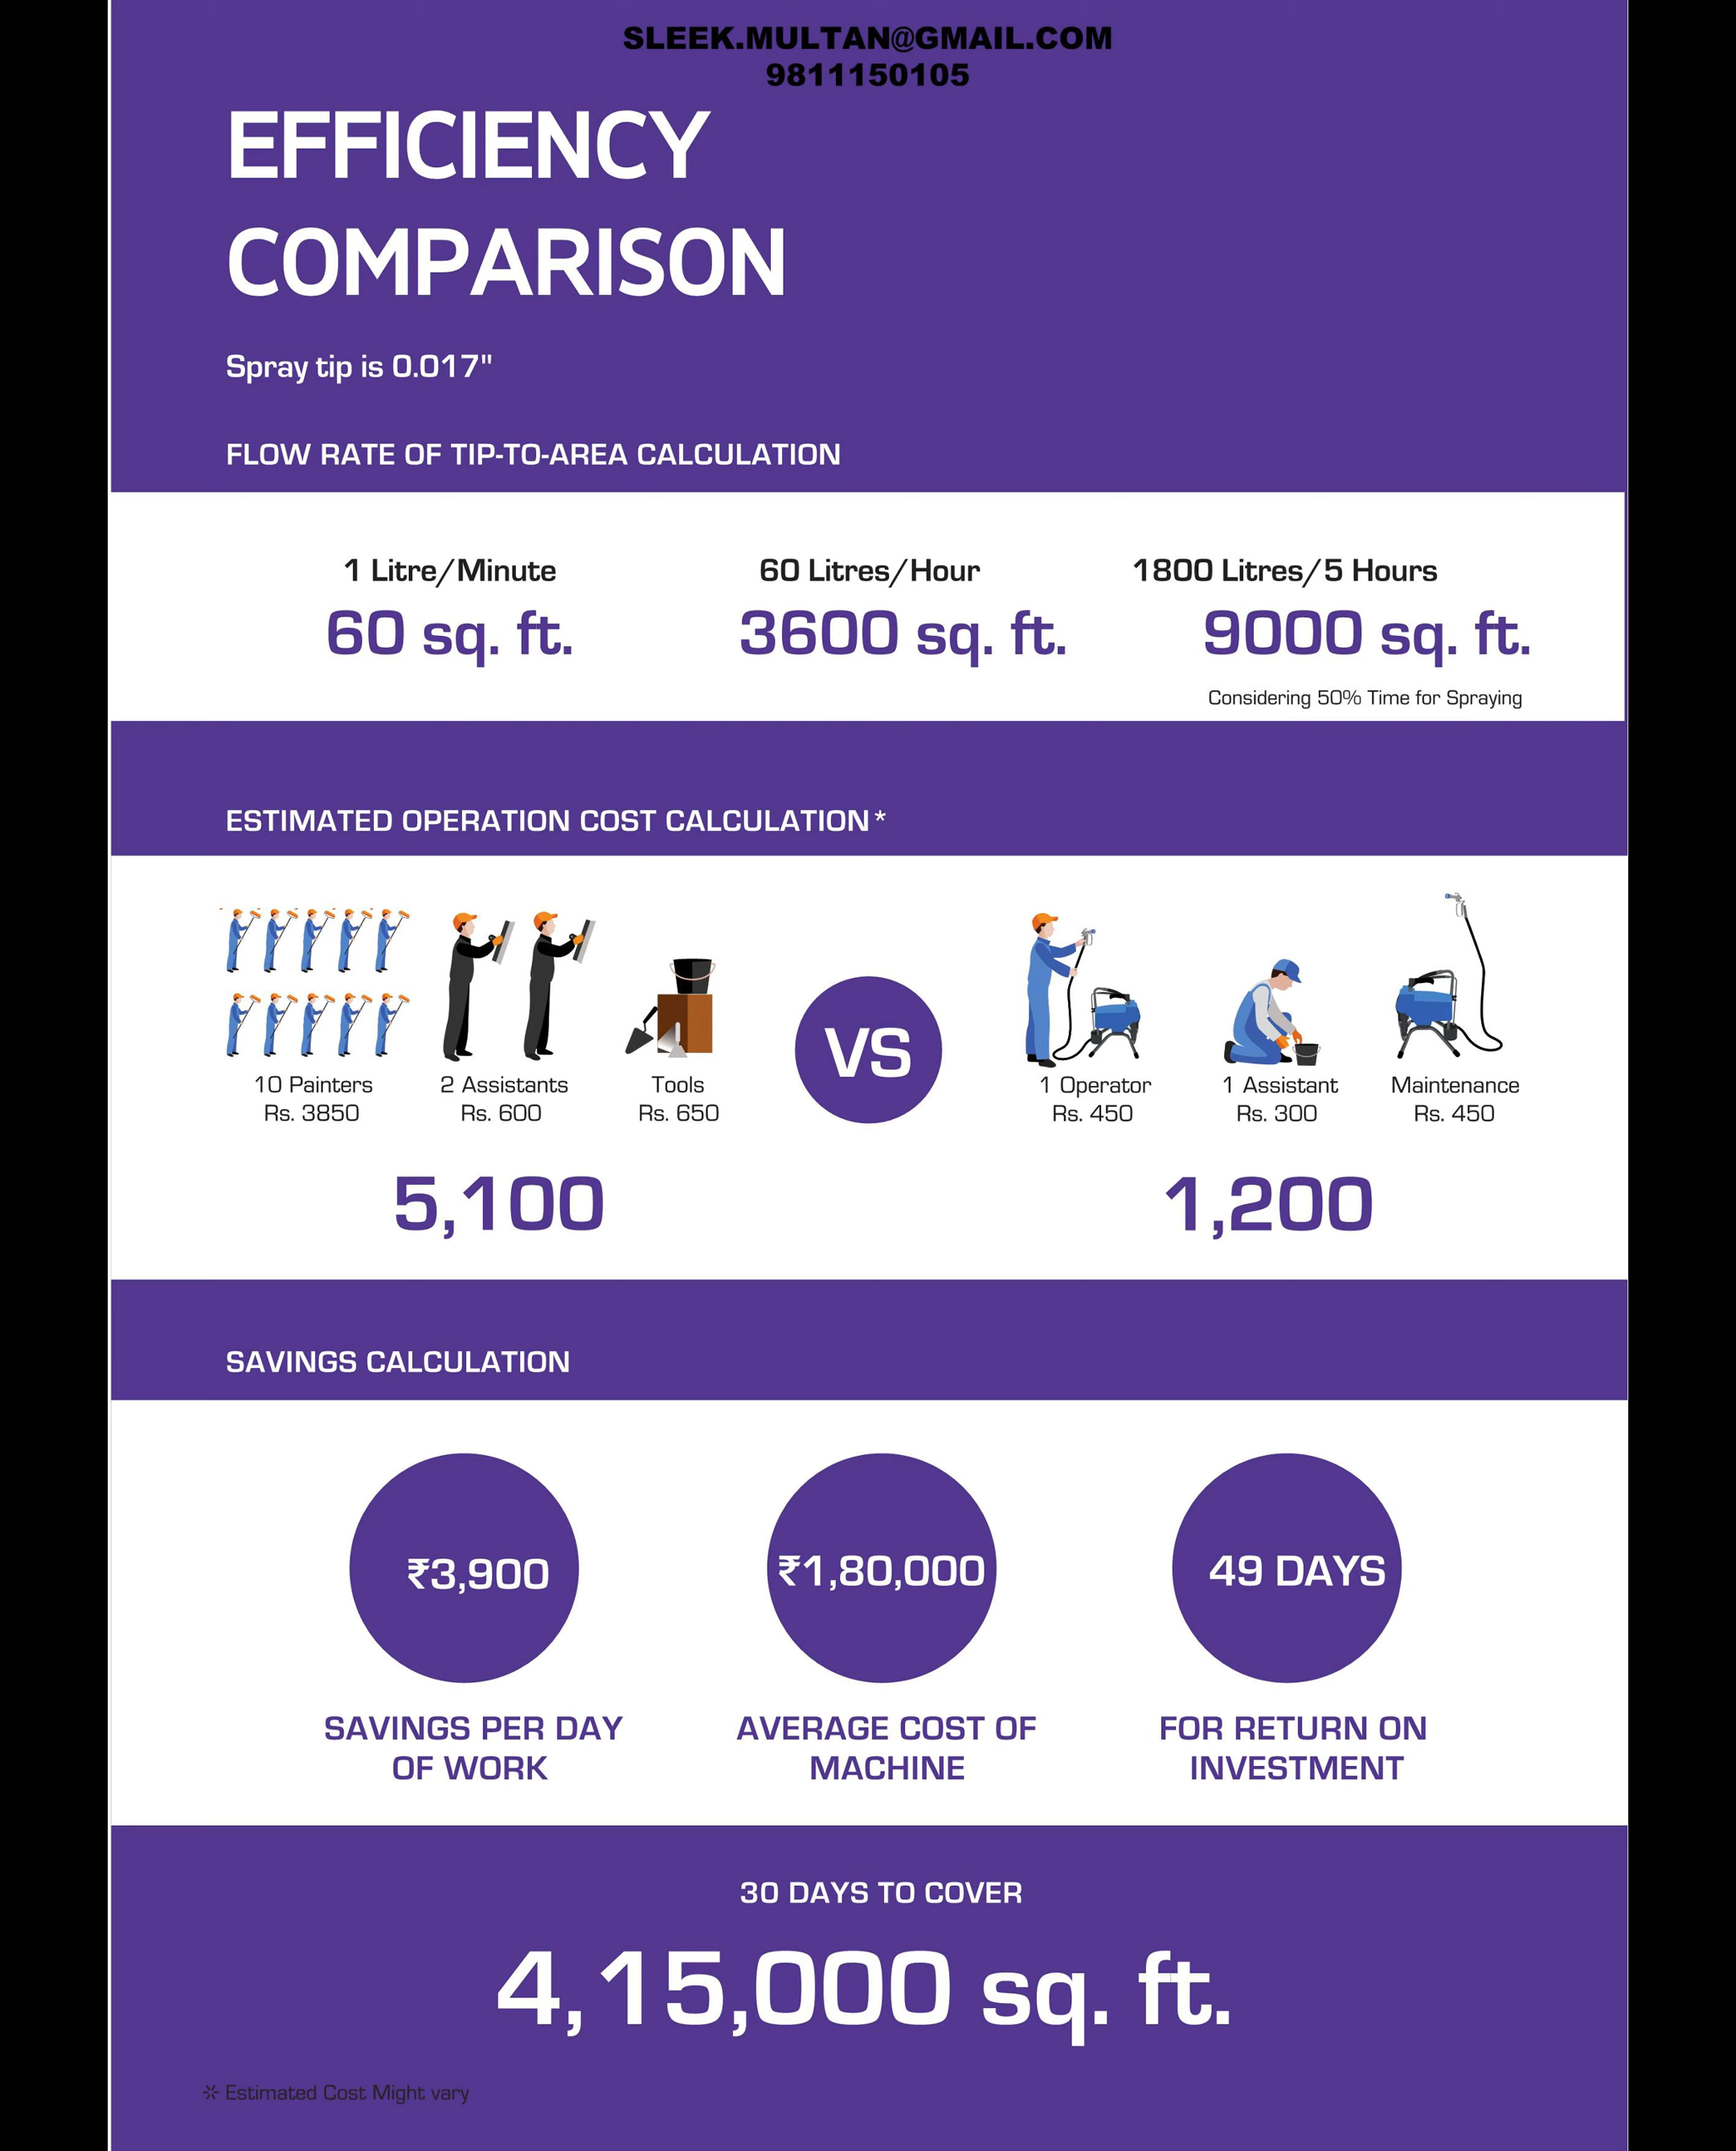 SLEEK.MULTAN@GMAIL.COM
9811150105
EFFICIENCY
COMPARISON
Spray tip is 0.017"
FLOW RATE OF TIP-TO-AREA CALCULATION
1 Litre/Minute
60 sq. ft.
60 Litres/Hour
3600 sq. ft.
1800 Litres/5 Hours
9000 sq. ft.
Considering 50% Time for Spraying
ESTIMATED OPERATION COST CALCULATION*
10 Painters
Rs. 3850
2 Assistants
Rs. 600
Tools
Rs. 650
5,100
VS
1 Operator
Rs. 450
1 Assistant
Rs. 300
Maintenance
Rs. 450
1,200
SAVINGS CALCULATION
₹3,900
SAVINGS PER DAY
OF WORK
₹1,80,000
AVERAGE COST OF
MACHINE
49 DAYS
FOR RETURN ON
INVESTMENT
30 DAYS TO COVER
4,15,000 sq. ft.
* Estimated Cost Might vary